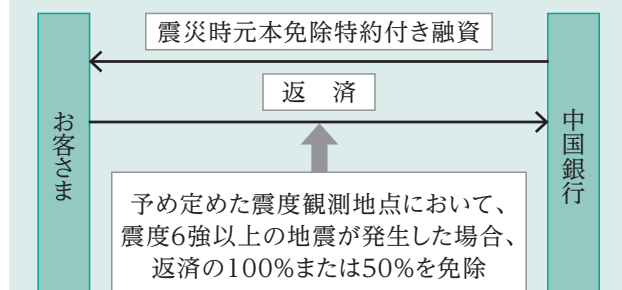 震災時元本免除特約付き融資
返 済
お客さま
中国銀行
予め定めた震度観測地点において、
震度6強以上の地震が発生した場合、
返済の100%または50%を免除